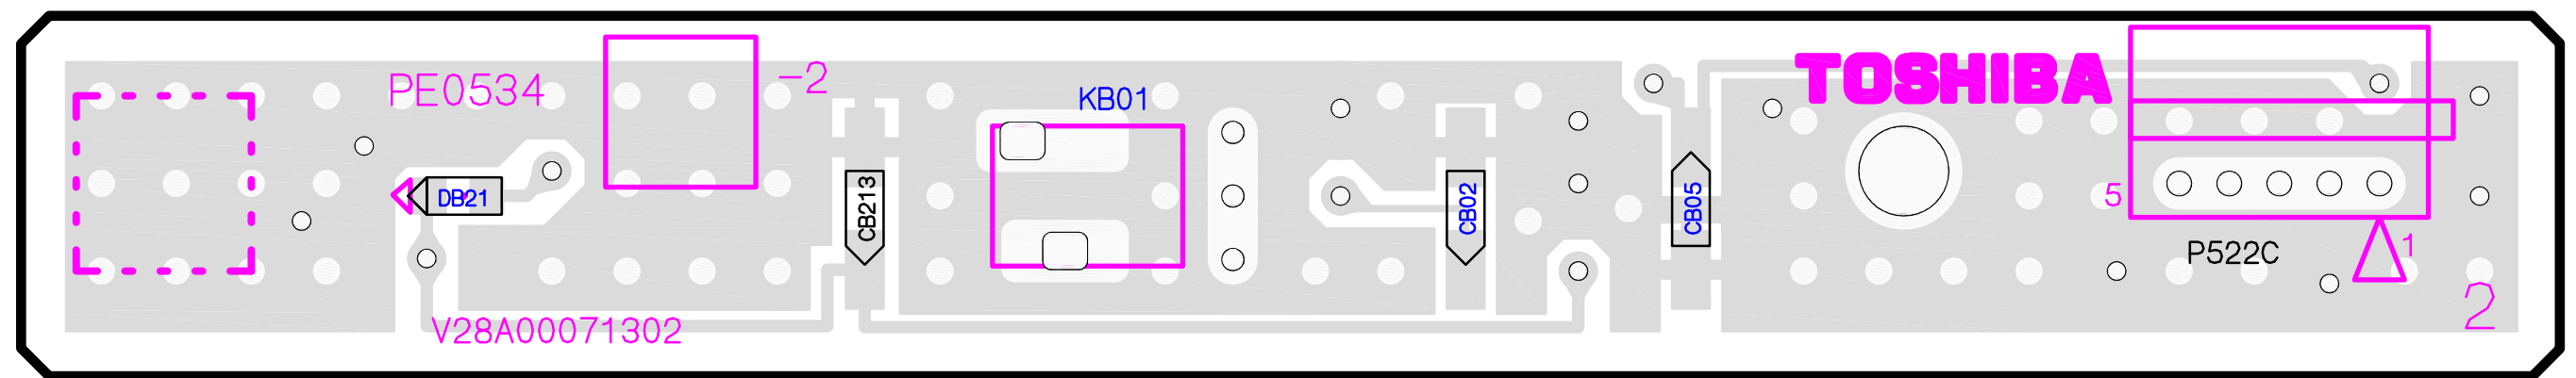 PE0534
-2
KB01
TOSHIBA
DB21
CB213
CB02
CB05
5
P522C
1
2
V28A00071302